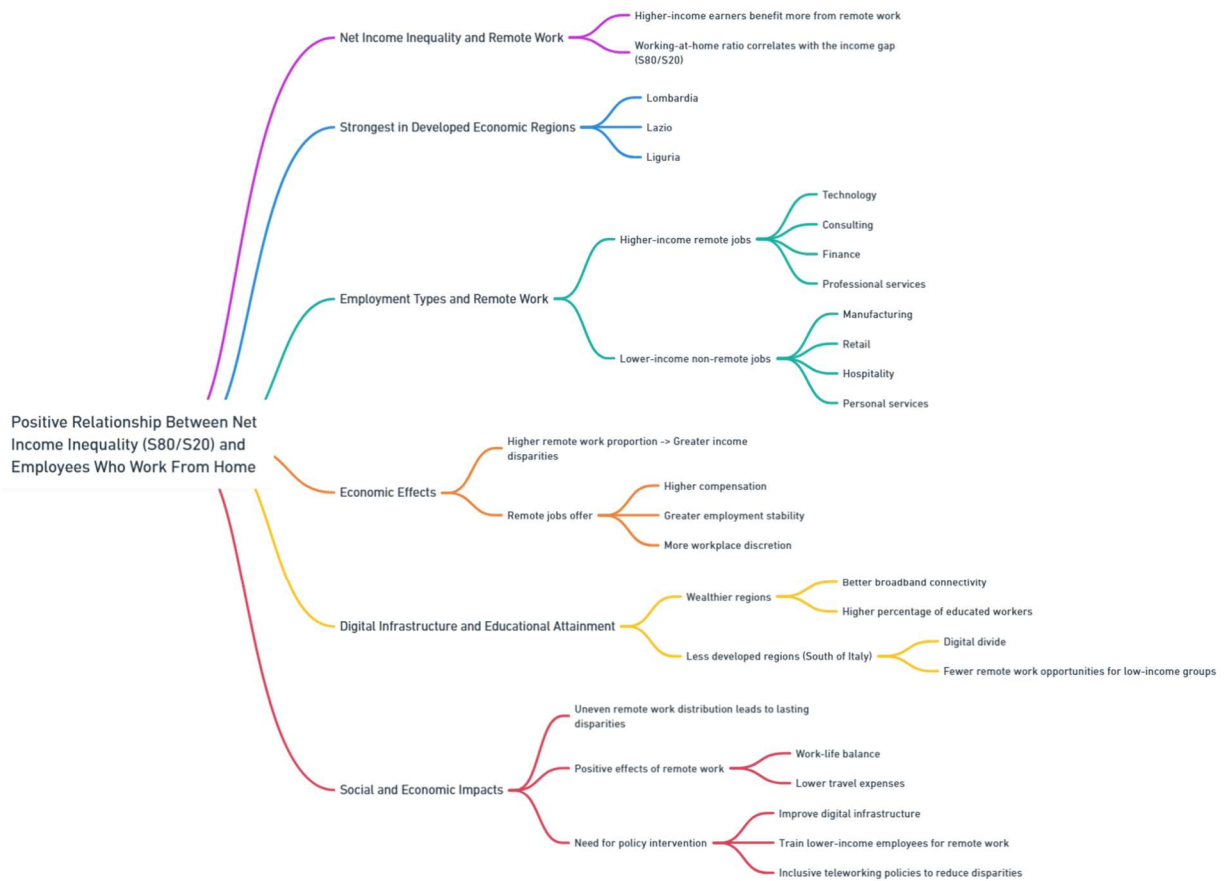 Positive Relationship Between Net
Income Inequality (S80/S20) and
Employees Who Work From Home
Net Income Inequality and Remote Work
Higher-income earners benefit more from remote work
Working-at-home ratio correlates with the income gap
(S80/S20)
Strongest in Developed Economic Regions
Lombardia
Lazio
Liguria
Employment Types and Remote Work
Higher-income remote jobs
Technology
Consulting
Finance
Professional services
Lower-income non-remote jobs
Manufacturing
Retail
Hospitality
Personal services
Economic Effects
Higher remote work proportion -> Greater income
disparities
Remote jobs offer
Higher compensation
Greater employment stability
More workplace discretion
Digital Infrastructure and Educational Attainment
Wealthier regions
Better broadband connectivity
Higher percentage of educated workers
Less developed regions (South of Italy)
Digital divide
Fewer remote work opportunities for low-income groups
Social and Economic Impacts
Uneven remote work distribution leads to lasting
disparities
Positive effects of remote work
Work-life balance
Lower travel expenses
Need for policy intervention
Improve digital infrastructure
Train lower-income employees for remote work
Inclusive teleworking policies to reduce disparities